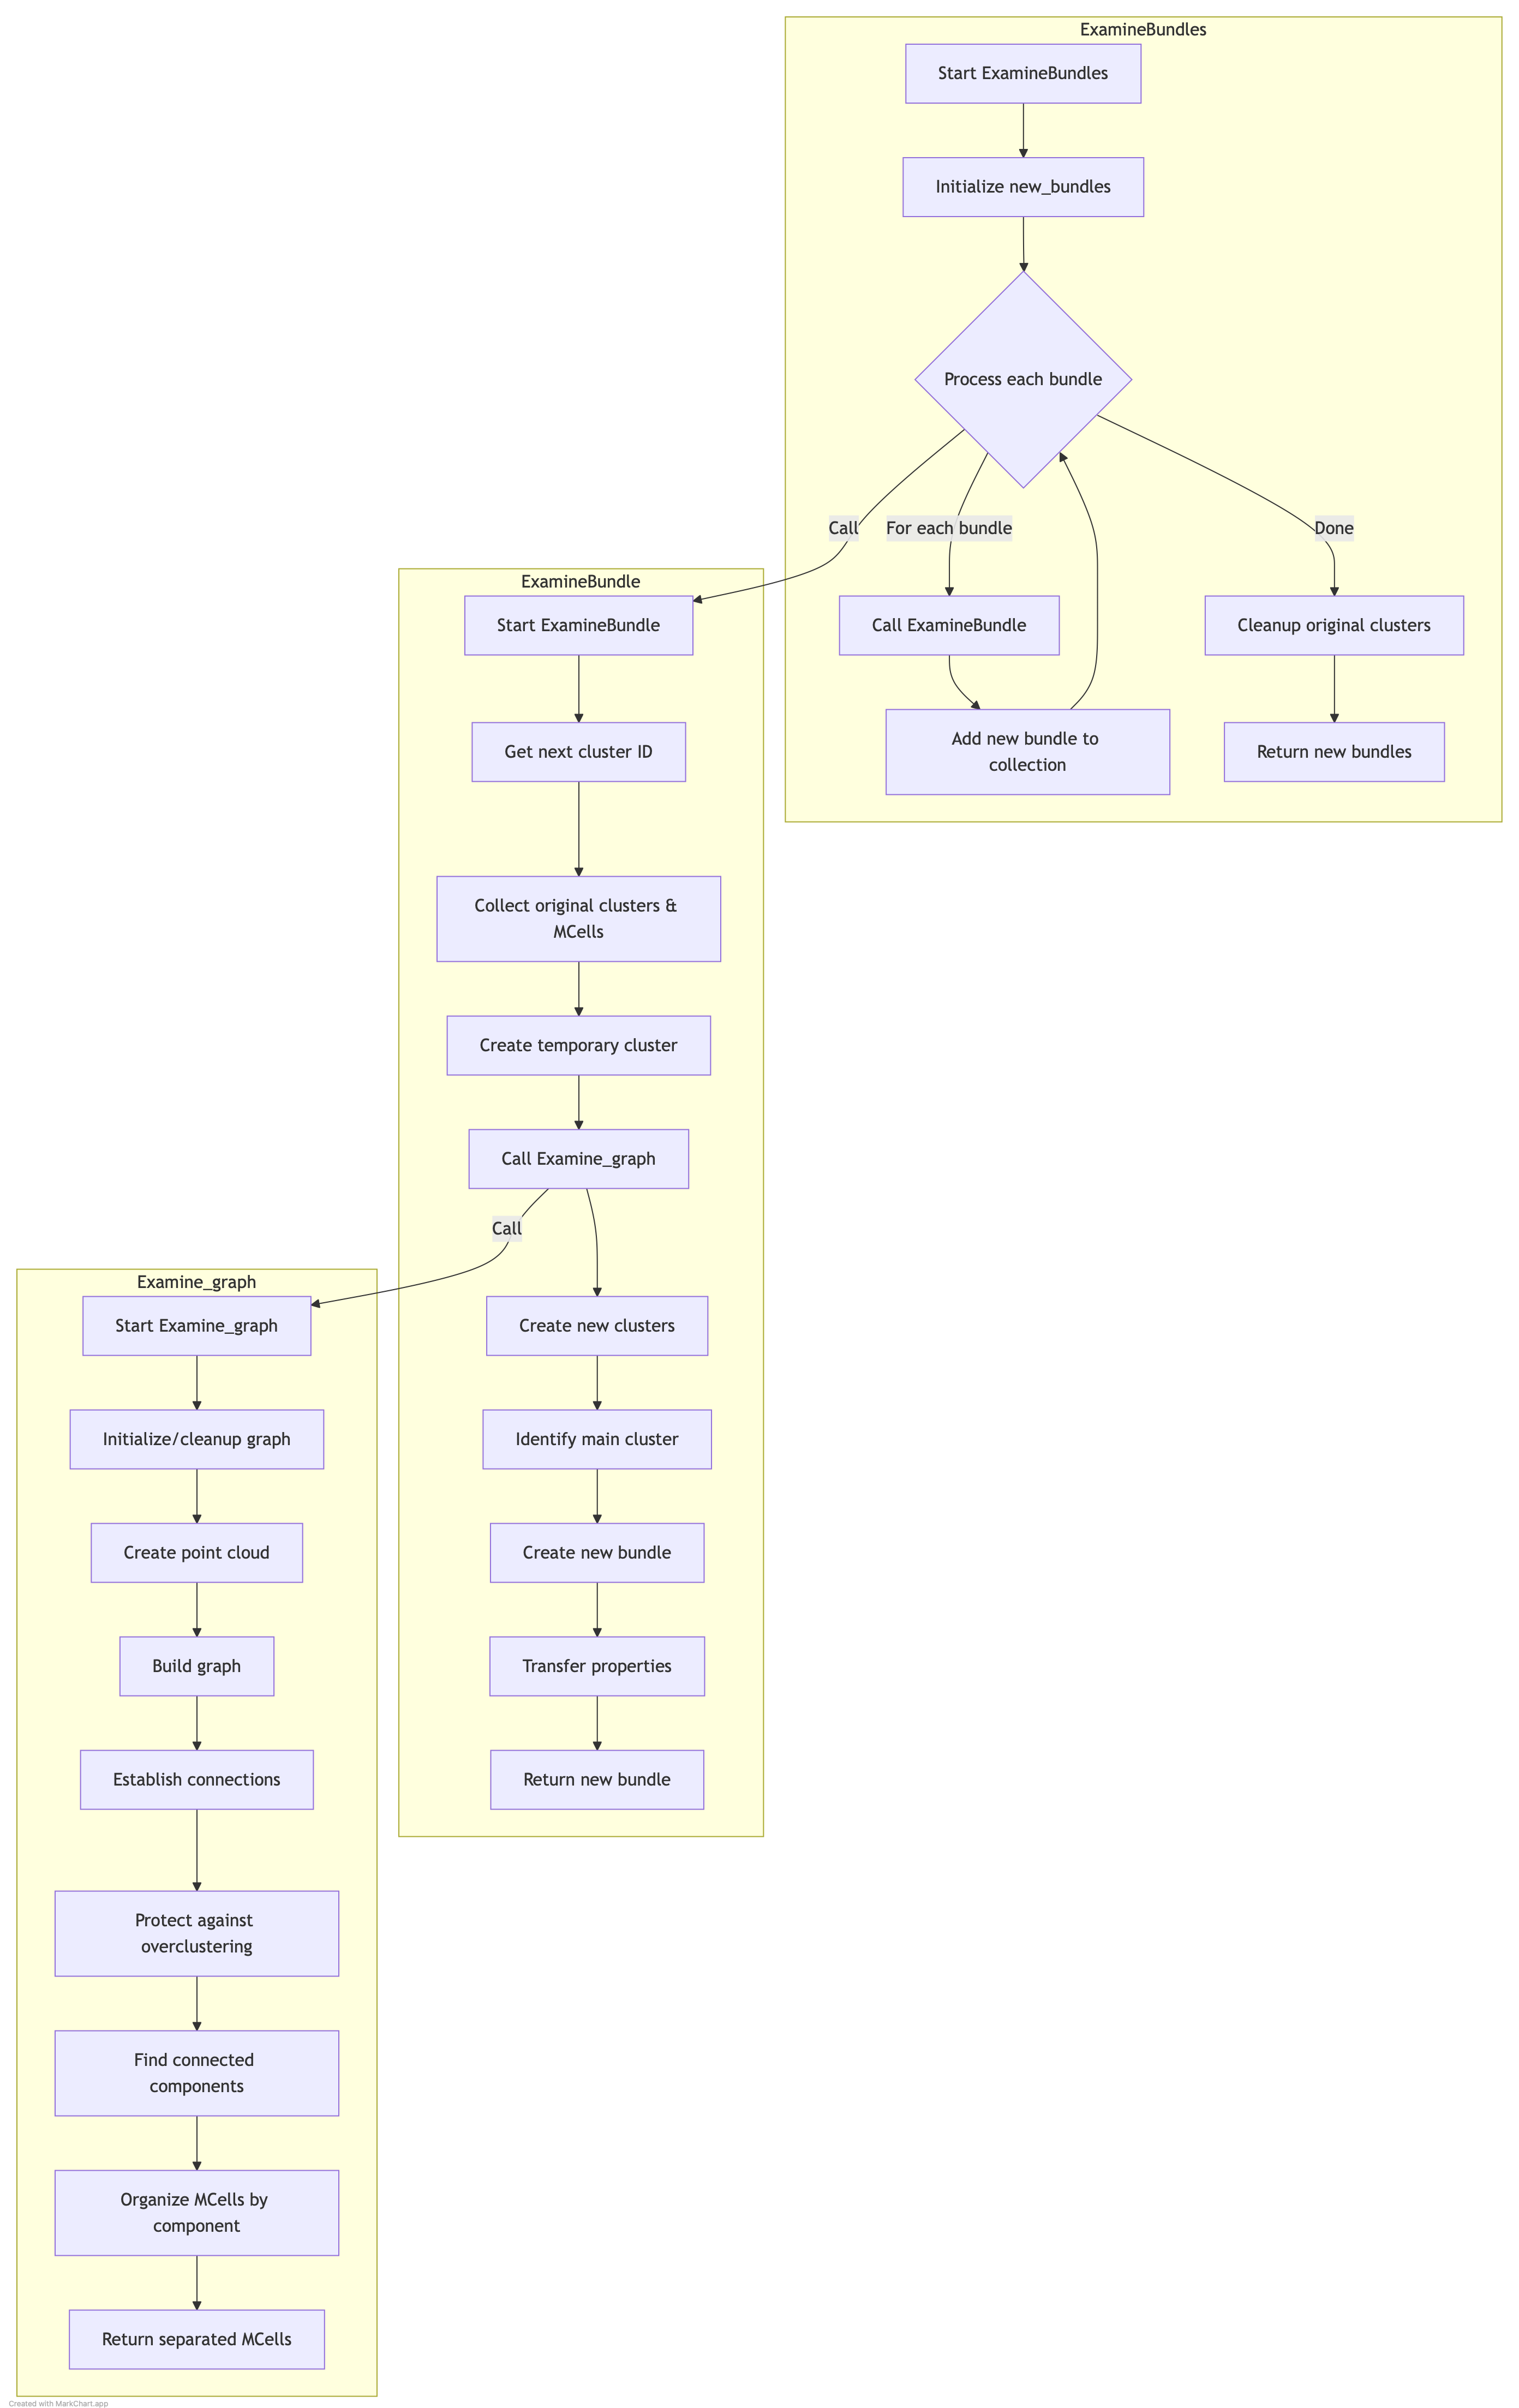 ExamineBundles
Start ExamineBundles
Initialize new_bundles
Process each bundle
Call
For each bundle
Done
Call ExamineBundle
Add new bundle to
collection
Cleanup original clusters
Return new bundles
ExamineBundle
Start ExamineBundle
Get next cluster ID
Collect original clusters &
MCells
Create temporary cluster
Call Examine_graph
Call
Create new clusters
Identify main cluster
Create new bundle
Transfer properties
Return new bundle
Examine_graph
Start Examine_graph
Initialize/cleanup graph
Create point cloud
Build graph
Establish connections
Protect against
overclustering
Find connected
components
Organize MCells by
component
Return separated MCells
Created with MarkChart.app